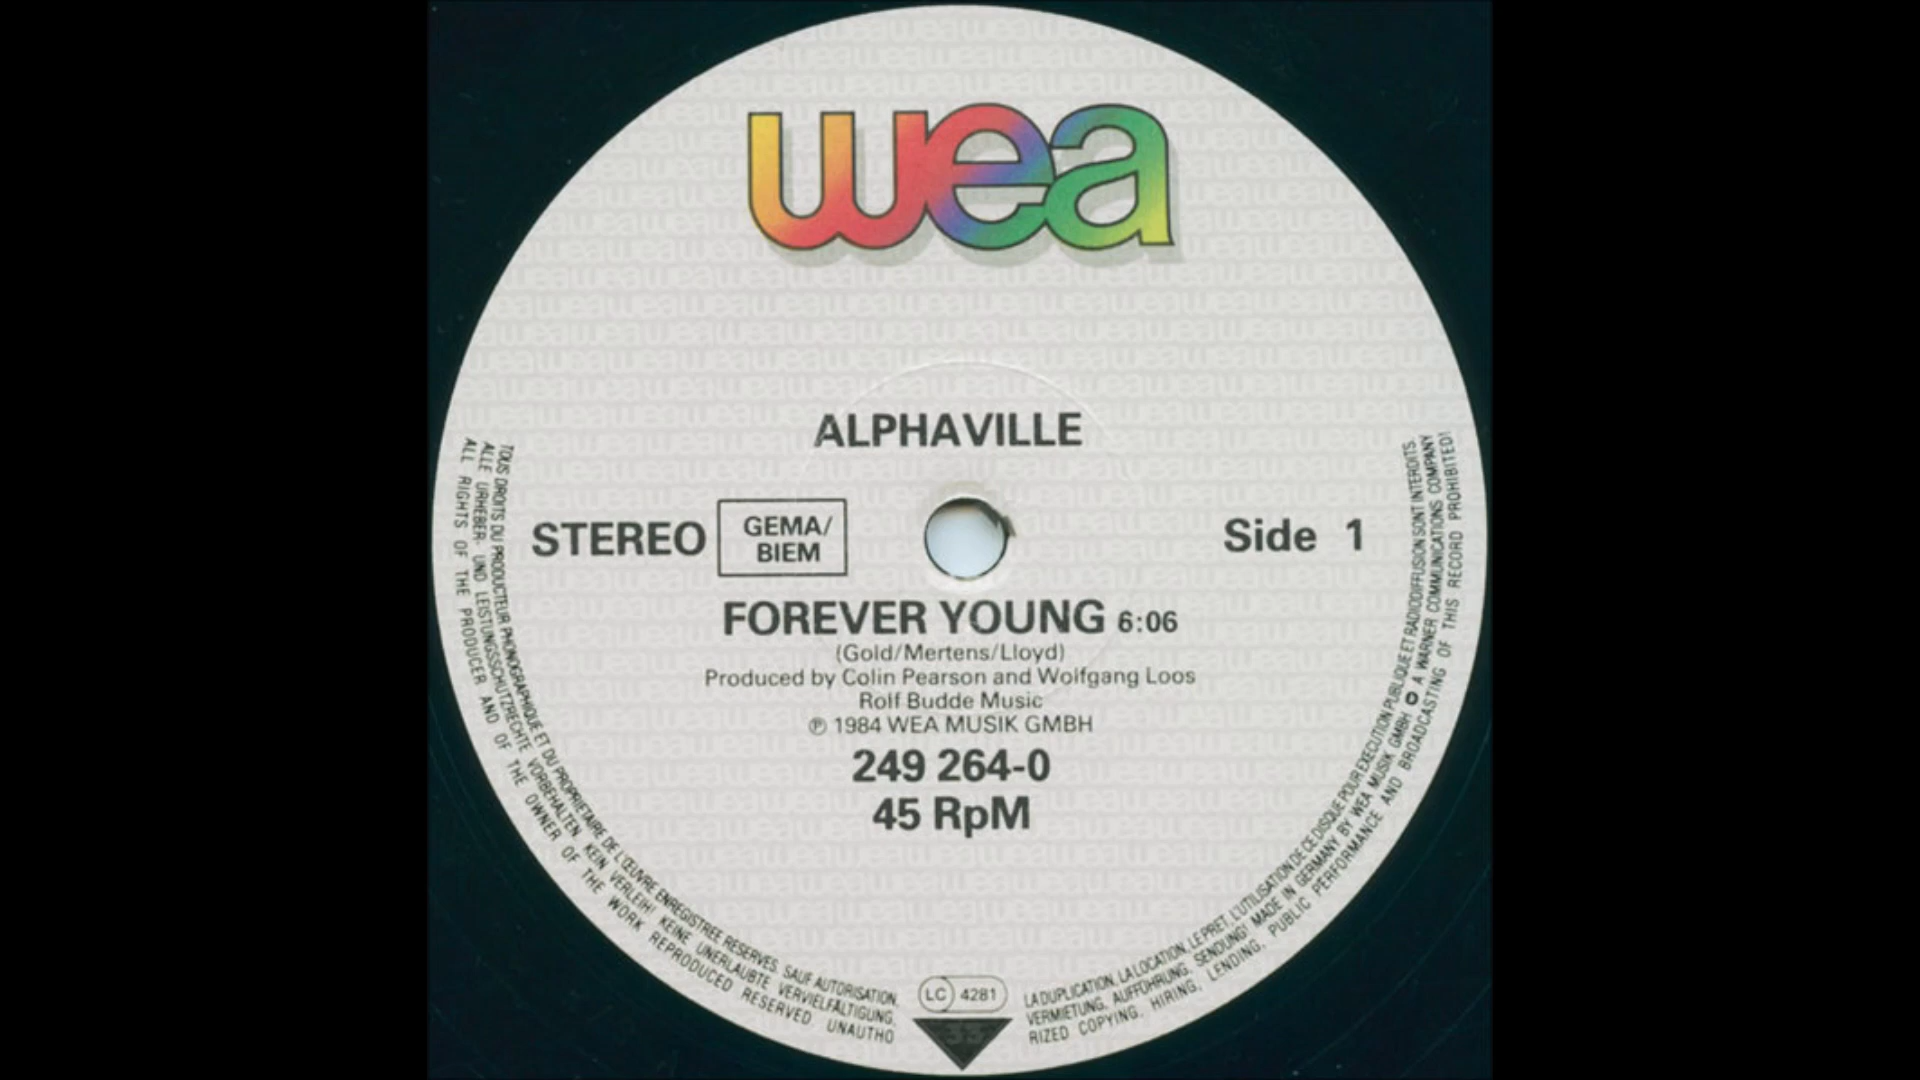 wea
ALPHAVILLE
STEREO
GEMA/
BIEM
Side 1
FOREVER YOUNG 6:06
(Gold/Mertens/Lloyd)
Produced by Colin Pearson and Wolfgang Loos
Rolf Budde Music
℗ 1984 WEA MUSIK GMBH
249 264-0
45 RpM
TOUS DROITS DU PRODUCTEUR PHONOGRAPHIQUE ET DU PROPRIETAIRE DE L'ŒUVRE ENREGISTREE RESERVES. SAUF AUTORISATION,
LA DUPLICATION, LA LOCATION, LE PRET, L'UTILISATION DE CE DISQUE POUR EXECUTION PUBLIQUE ET RADIODIFFUSION SONT INTERDITS.
ALLE URHEBER- UND LEISTUNGSSCHUTZRECHTE VORBEHALTEN. KEIN VERLEIH! KEINE UNERLAUBTE VERVIELFÄLTIGUNG,
VERMIETUNG, AUFFÜHRUNG, SENDUNG! MADE IN GERMANY BY WEA MUSIK GMBH A WARNER COMMUNICATIONS COMPANY
ALL RIGHTS OF THE PRODUCER AND OF THE OWNER OF THE WORK REPRODUCED RESERVED UNAUTHO
RIZED COPYING, HIRING, LENDING, PUBLIC PERFORMANCE AND BROADCASTING OF THIS RECORD PROHIBITED!
LC 4281